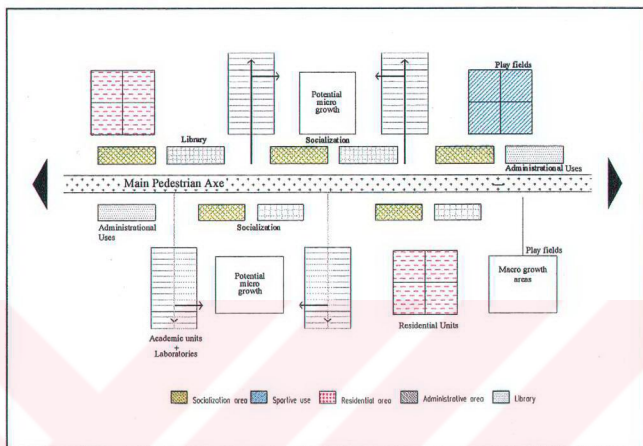 Play fields
Potential
micro
growth
Library
Socialization
Administrational Uses
Main Pedestrian Axe
Administrational
Uses
Socialization
Play fields
Potential
micro
growth
Macro growth
areas
Residential Units
Academic units
+
Laboratories
Socialization area
Sportive use
Residential area
Administrative area
Library